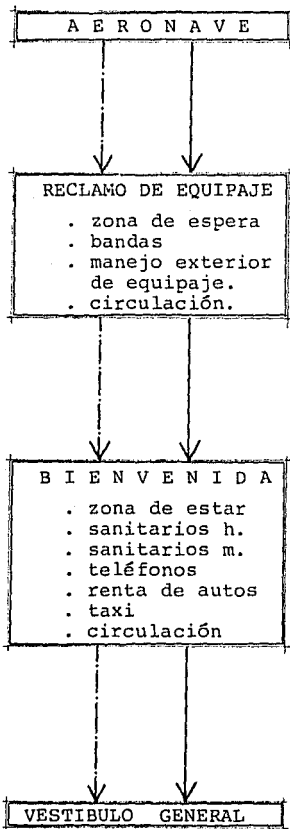 A E R O N A V E
RECLAMO DE EQUIPAJE
. zona de espera
. bandas
. manejo exterior
de equipaje.
. circulación.
B I E N V E N I D A
. zona de estar
. sanitarios h.
. sanitarios m.
. teléfonos
. renta de autos
. taxi
. circulación
VESTIBULO GENERAL